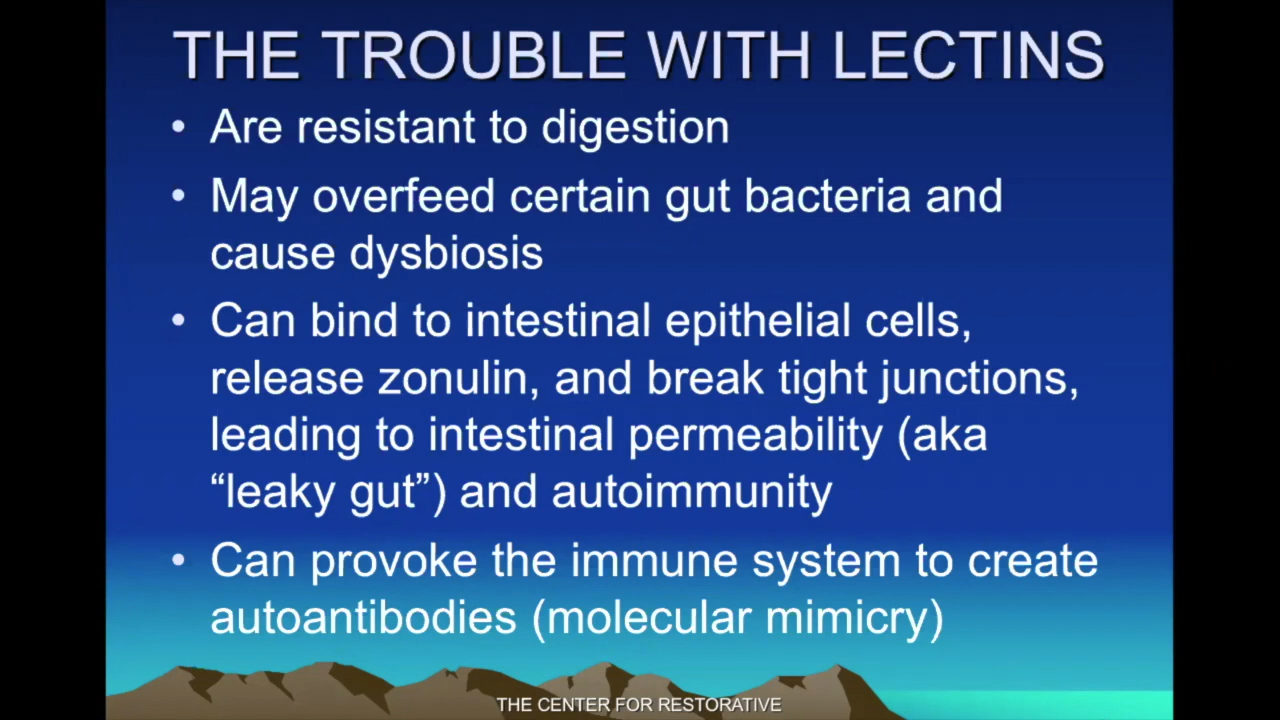 THE TROUBLE WITH LECTINS
• Are resistant to digestion
• May overfeed certain gut bacteria and
cause dysbiosis
• Can bind to intestinal epithelial cells,
release zonulin, and break tight junctions,
leading to intestinal permeability (aka
“leaky gut”) and autoimmunity
• Can provoke the immune system to create
autoantibodies (molecular mimicry)
THE CENTER FOR RESTORATIVE